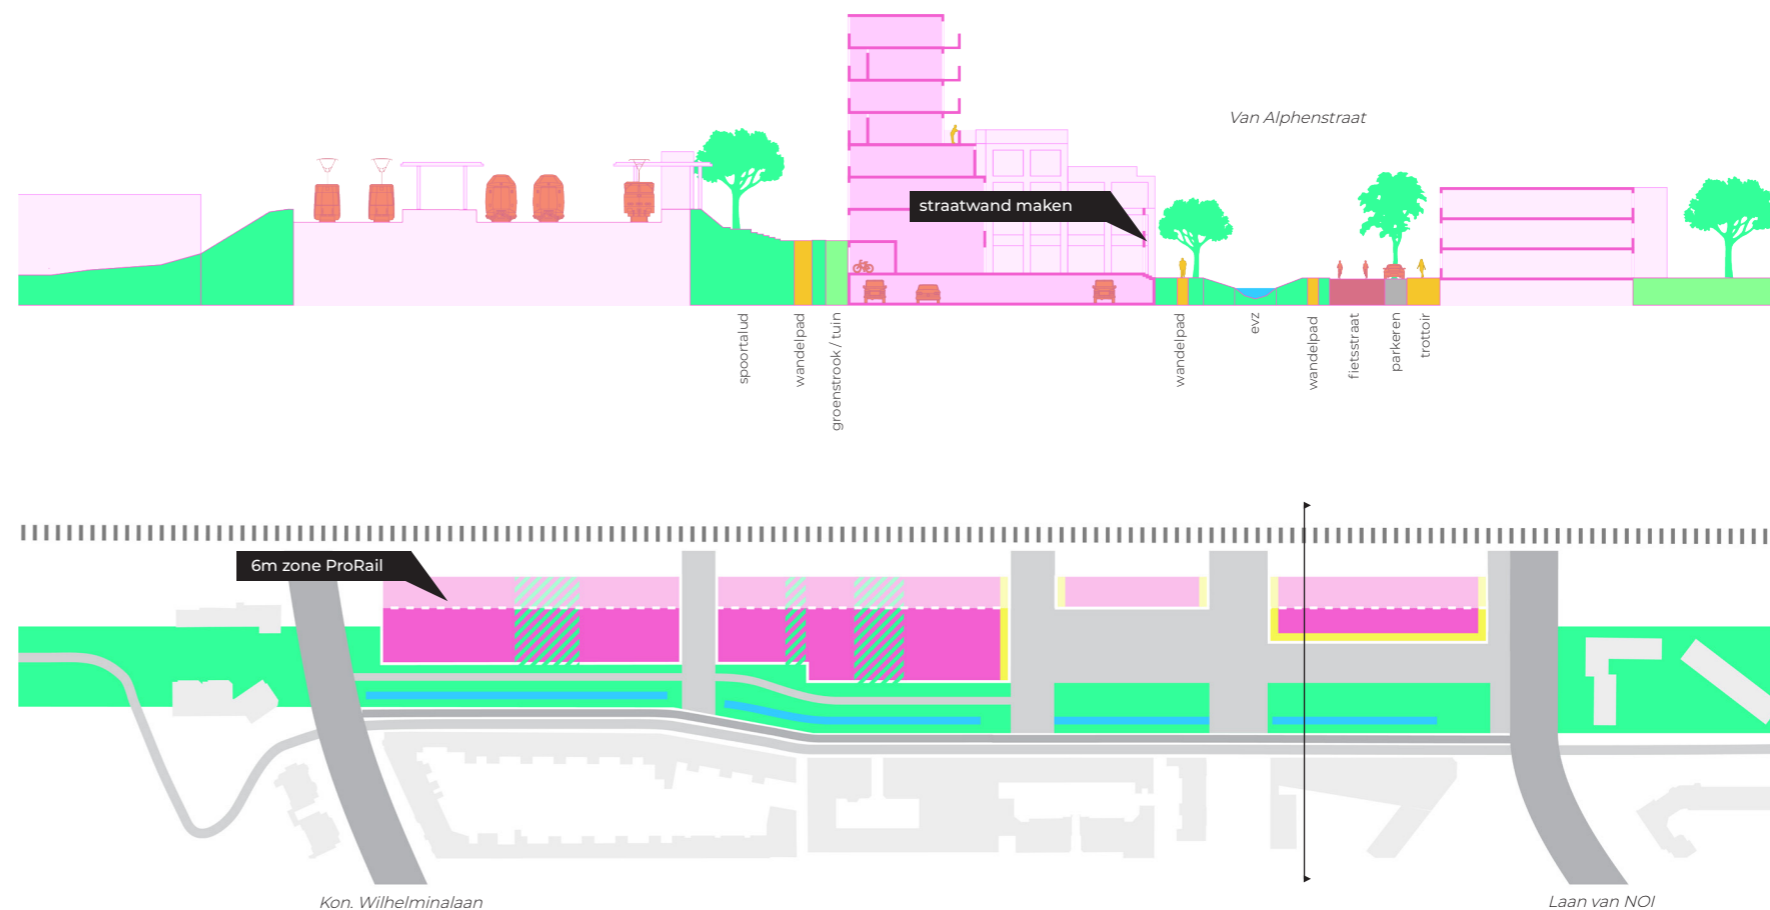 Van Alphenstraat
straatwand maken
spoortalud
wandelpad
groenstrook / tuin
wandelpad
evz
wandelpad
fietsstraat
parkeren
trottoir
6m zone ProRail
Kon. Wilhelminalaan
Laan van NOI